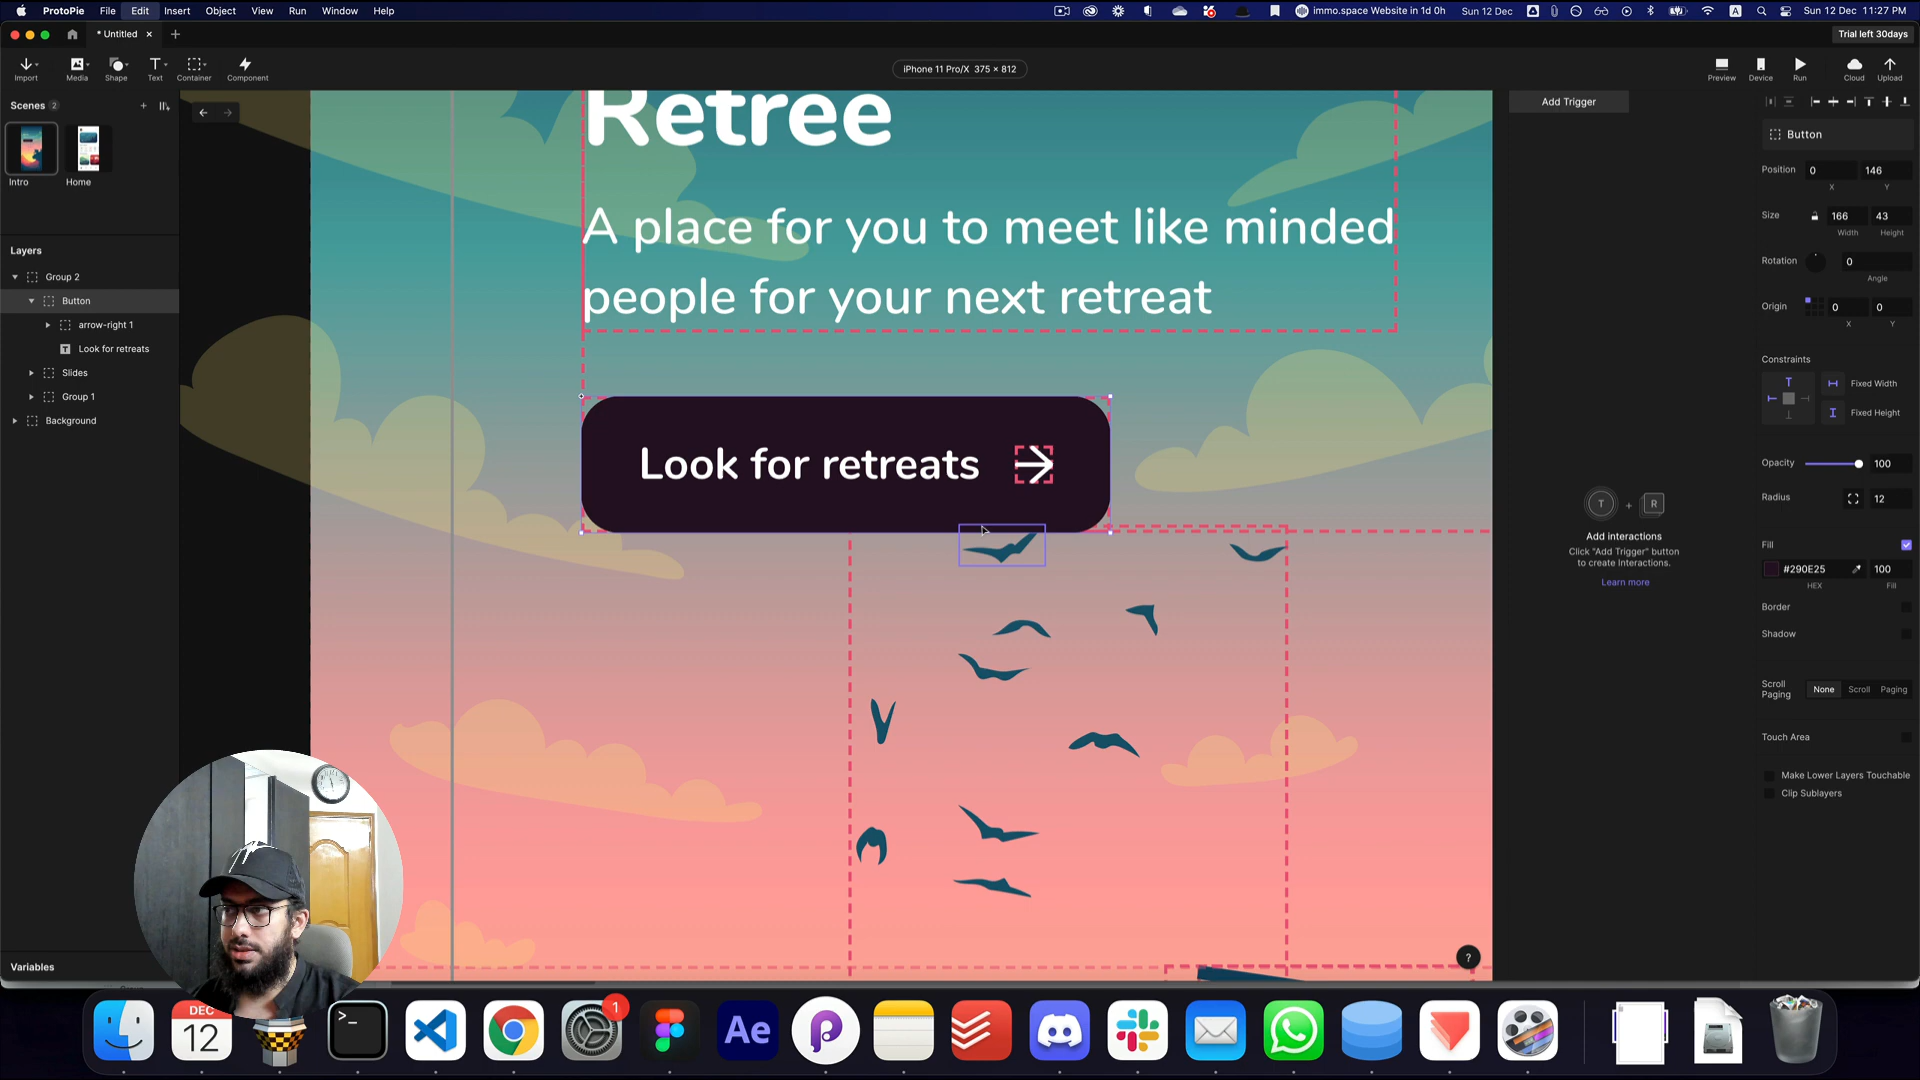 ProtoPie File Edit Insert Object View Run Window Help
immo.space Website in 1d 0h Sun 12 Dec A Sun 12 Dec 11:27 PM
* Untitled
Trial left 30days
Import Media Shape Text Container Component
iPhone 11 Pro/X 375 × 812
Preview Device Run Cloud Upload
Scenes 2
Intro Home
Layers
Group 2
Button
arrow-right 1
Look for retreats
Slides
Group 1
Background
Variables
Retree
A place for you to meet like minded
people for your next retreat
Look for retreats
?
Add Trigger
T + R
Add interactions
Click "Add Trigger" button
to create Interactions.
Learn more
Button
Position 0 146
X Y
Size 166 43
Width Height
Rotation 0
Angle
Origin 0 0
X Y
Constraints
Fixed Width
Fixed Height
Opacity 100
Radius 12
Fill
#290E25 100
HEX Fill
Border
Shadow
Scroll
Paging
None Scroll Paging
Touch Area
Make Lower Layers Touchable
Clip Sublayers
DEC
12
>_
1
Ae